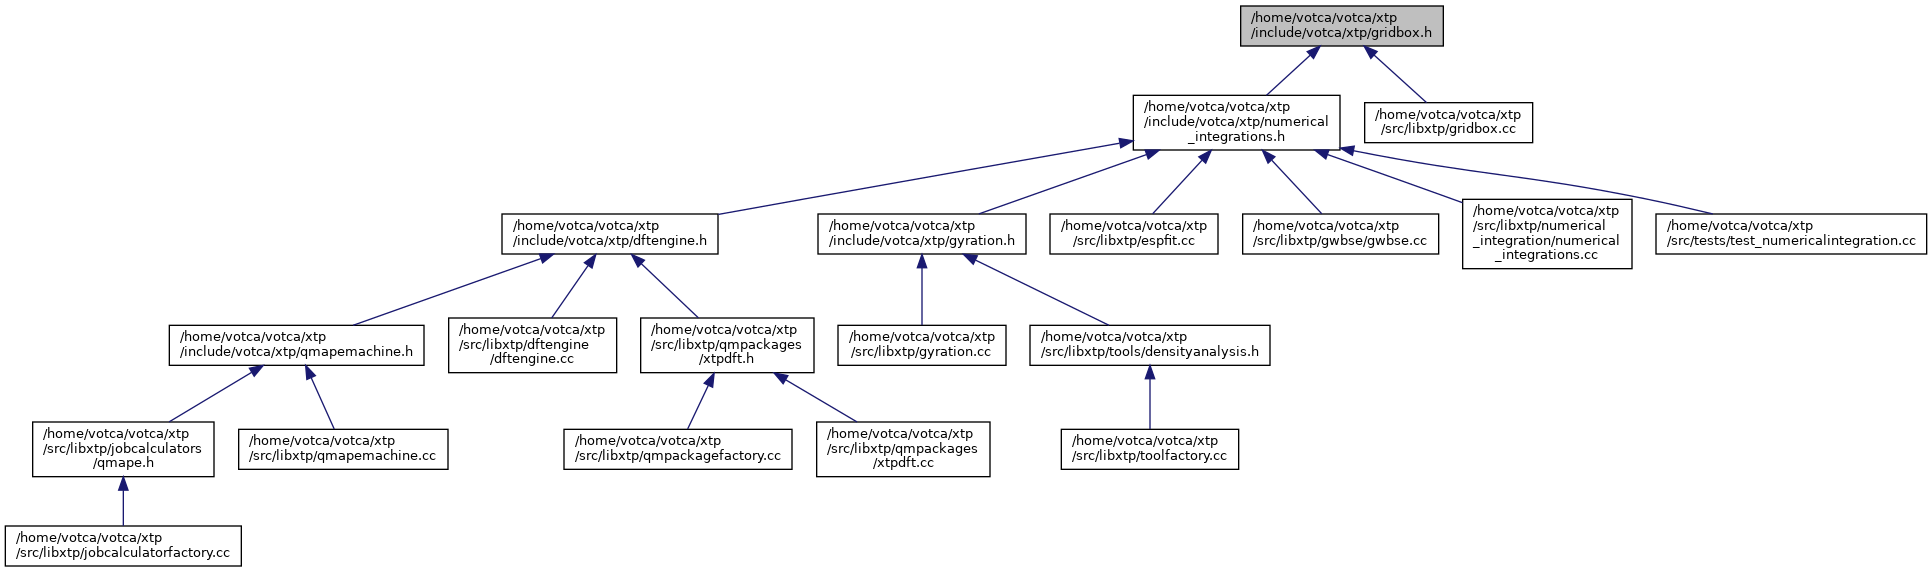 /home/votca/votca/xtp
/include/votca/xtp/gridbox.h
/home/votca/votca/xtp
/include/votca/xtp/numerical
_integrations.h
/home/votca/votca/xtp
/src/libxtp/gridbox.cc
/home/votca/votca/xtp
/include/votca/xtp/dftengine.h
/home/votca/votca/xtp
/include/votca/xtp/gyration.h
/home/votca/votca/xtp
/src/libxtp/espfit.cc
/home/votca/votca/xtp
/src/libxtp/gwbse/gwbse.cc
/home/votca/votca/xtp
/src/libxtp/numerical
_integration/numerical
_integrations.cc
/home/votca/votca/xtp
/src/tests/test_numericalintegration.cc
/home/votca/votca/xtp
/include/votca/xtp/qmapemachine.h
/home/votca/votca/xtp
/src/libxtp/dftengine
/dftengine.cc
/home/votca/votca/xtp
/src/libxtp/qmpackages
/xtpdft.h
/home/votca/votca/xtp
/src/libxtp/gyration.cc
/home/votca/votca/xtp
/src/libxtp/tools/densityanalysis.h
/home/votca/votca/xtp
/src/libxtp/jobcalculators
/qmape.h
/home/votca/votca/xtp
/src/libxtp/qmapemachine.cc
/home/votca/votca/xtp
/src/libxtp/qmpackagefactory.cc
/home/votca/votca/xtp
/src/libxtp/qmpackages
/xtpdft.cc
/home/votca/votca/xtp
/src/libxtp/toolfactory.cc
/home/votca/votca/xtp
/src/libxtp/jobcalculatorfactory.cc